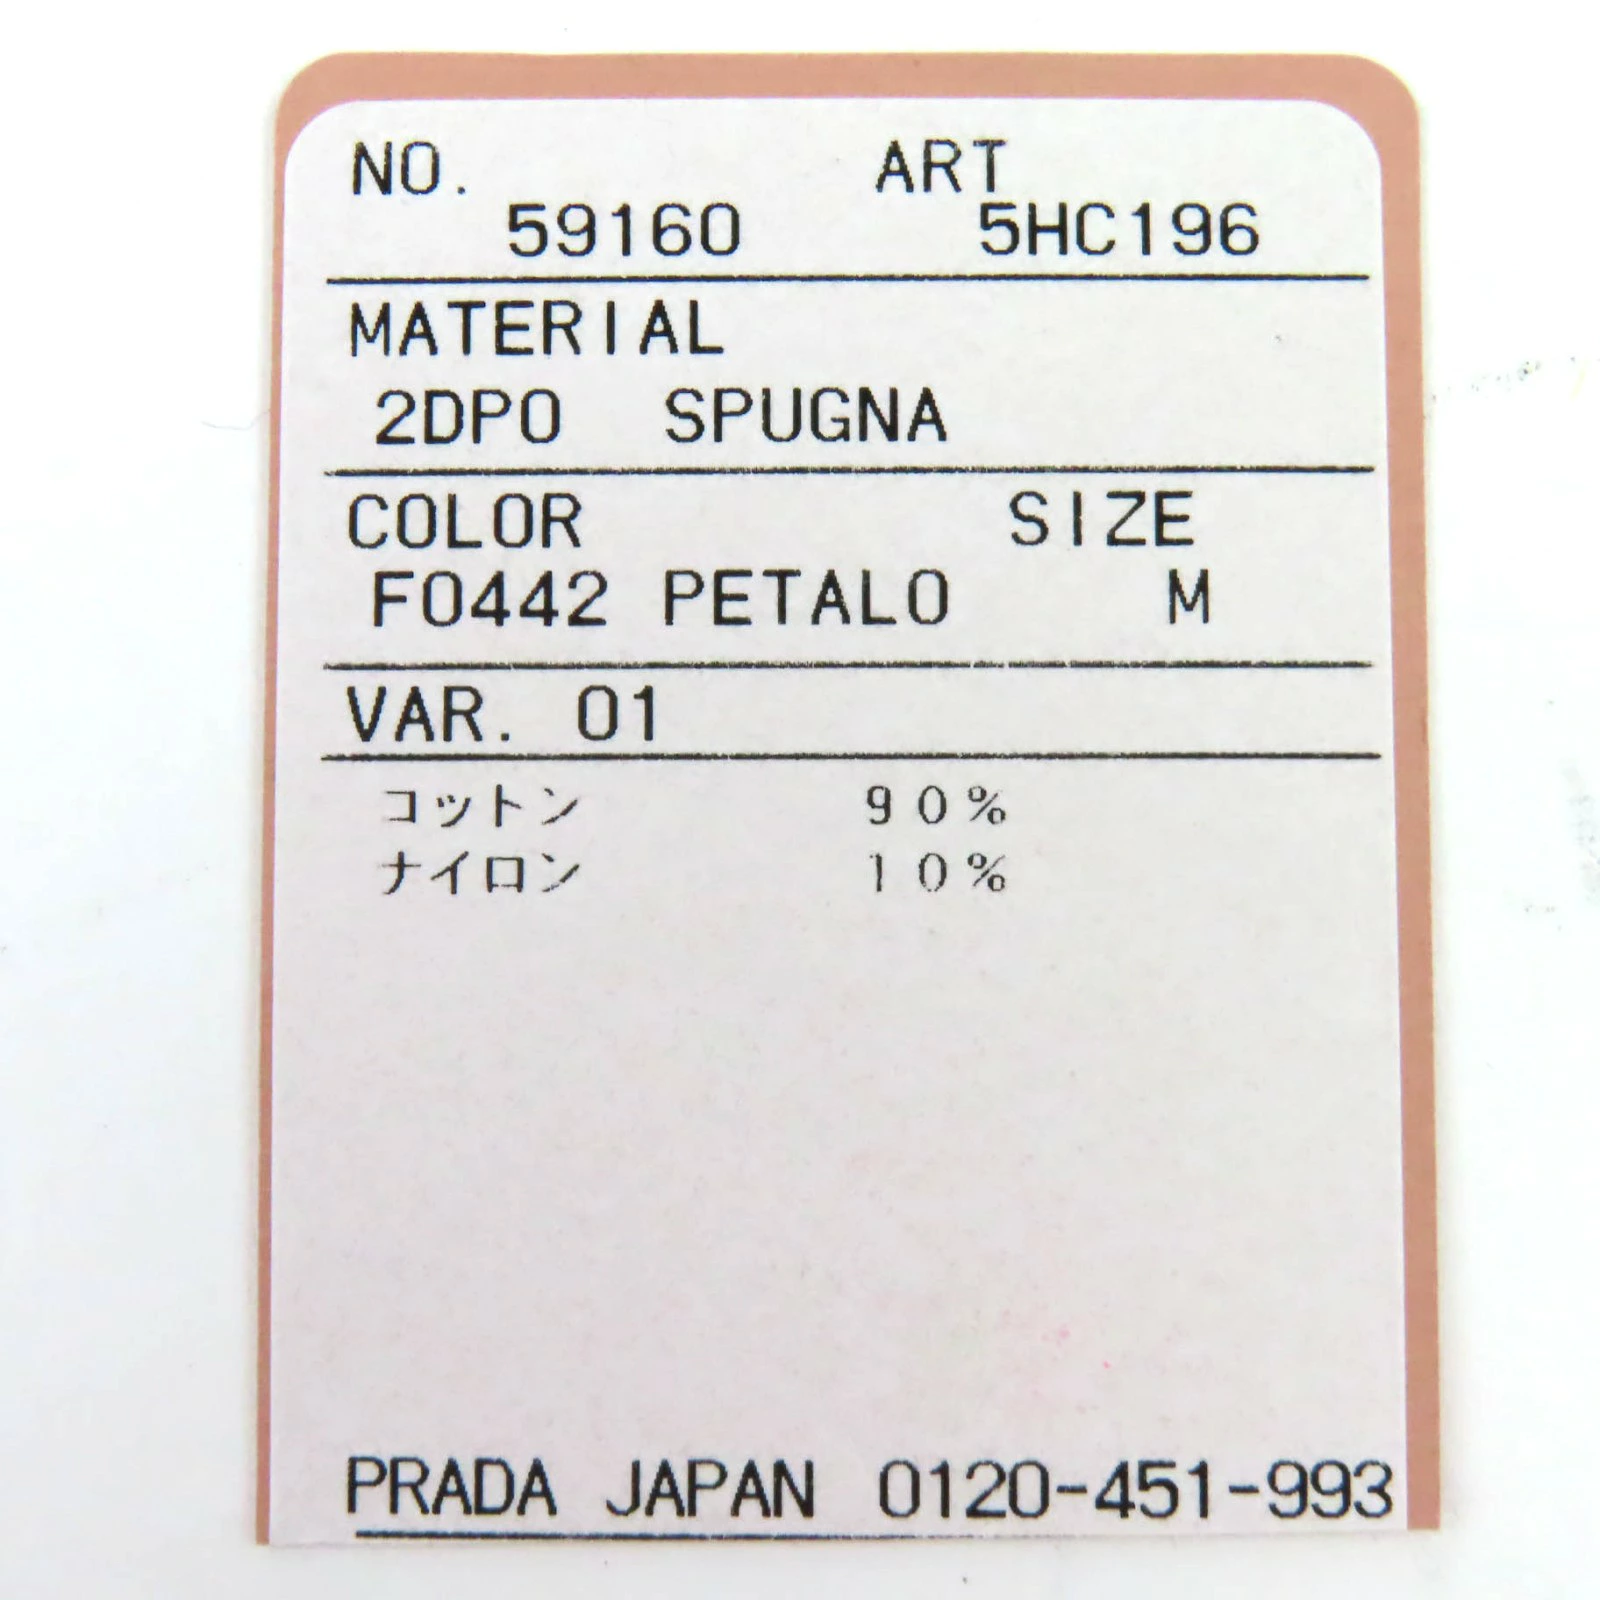 NO. ART
59160 5HC196
MATERIAL
2DPO SPUGNA
COLOR SIZE
F0442 PETALO M
VAR. 01
コットン 90%
ナイロン 10%
PRADA JAPAN 0120-451-993